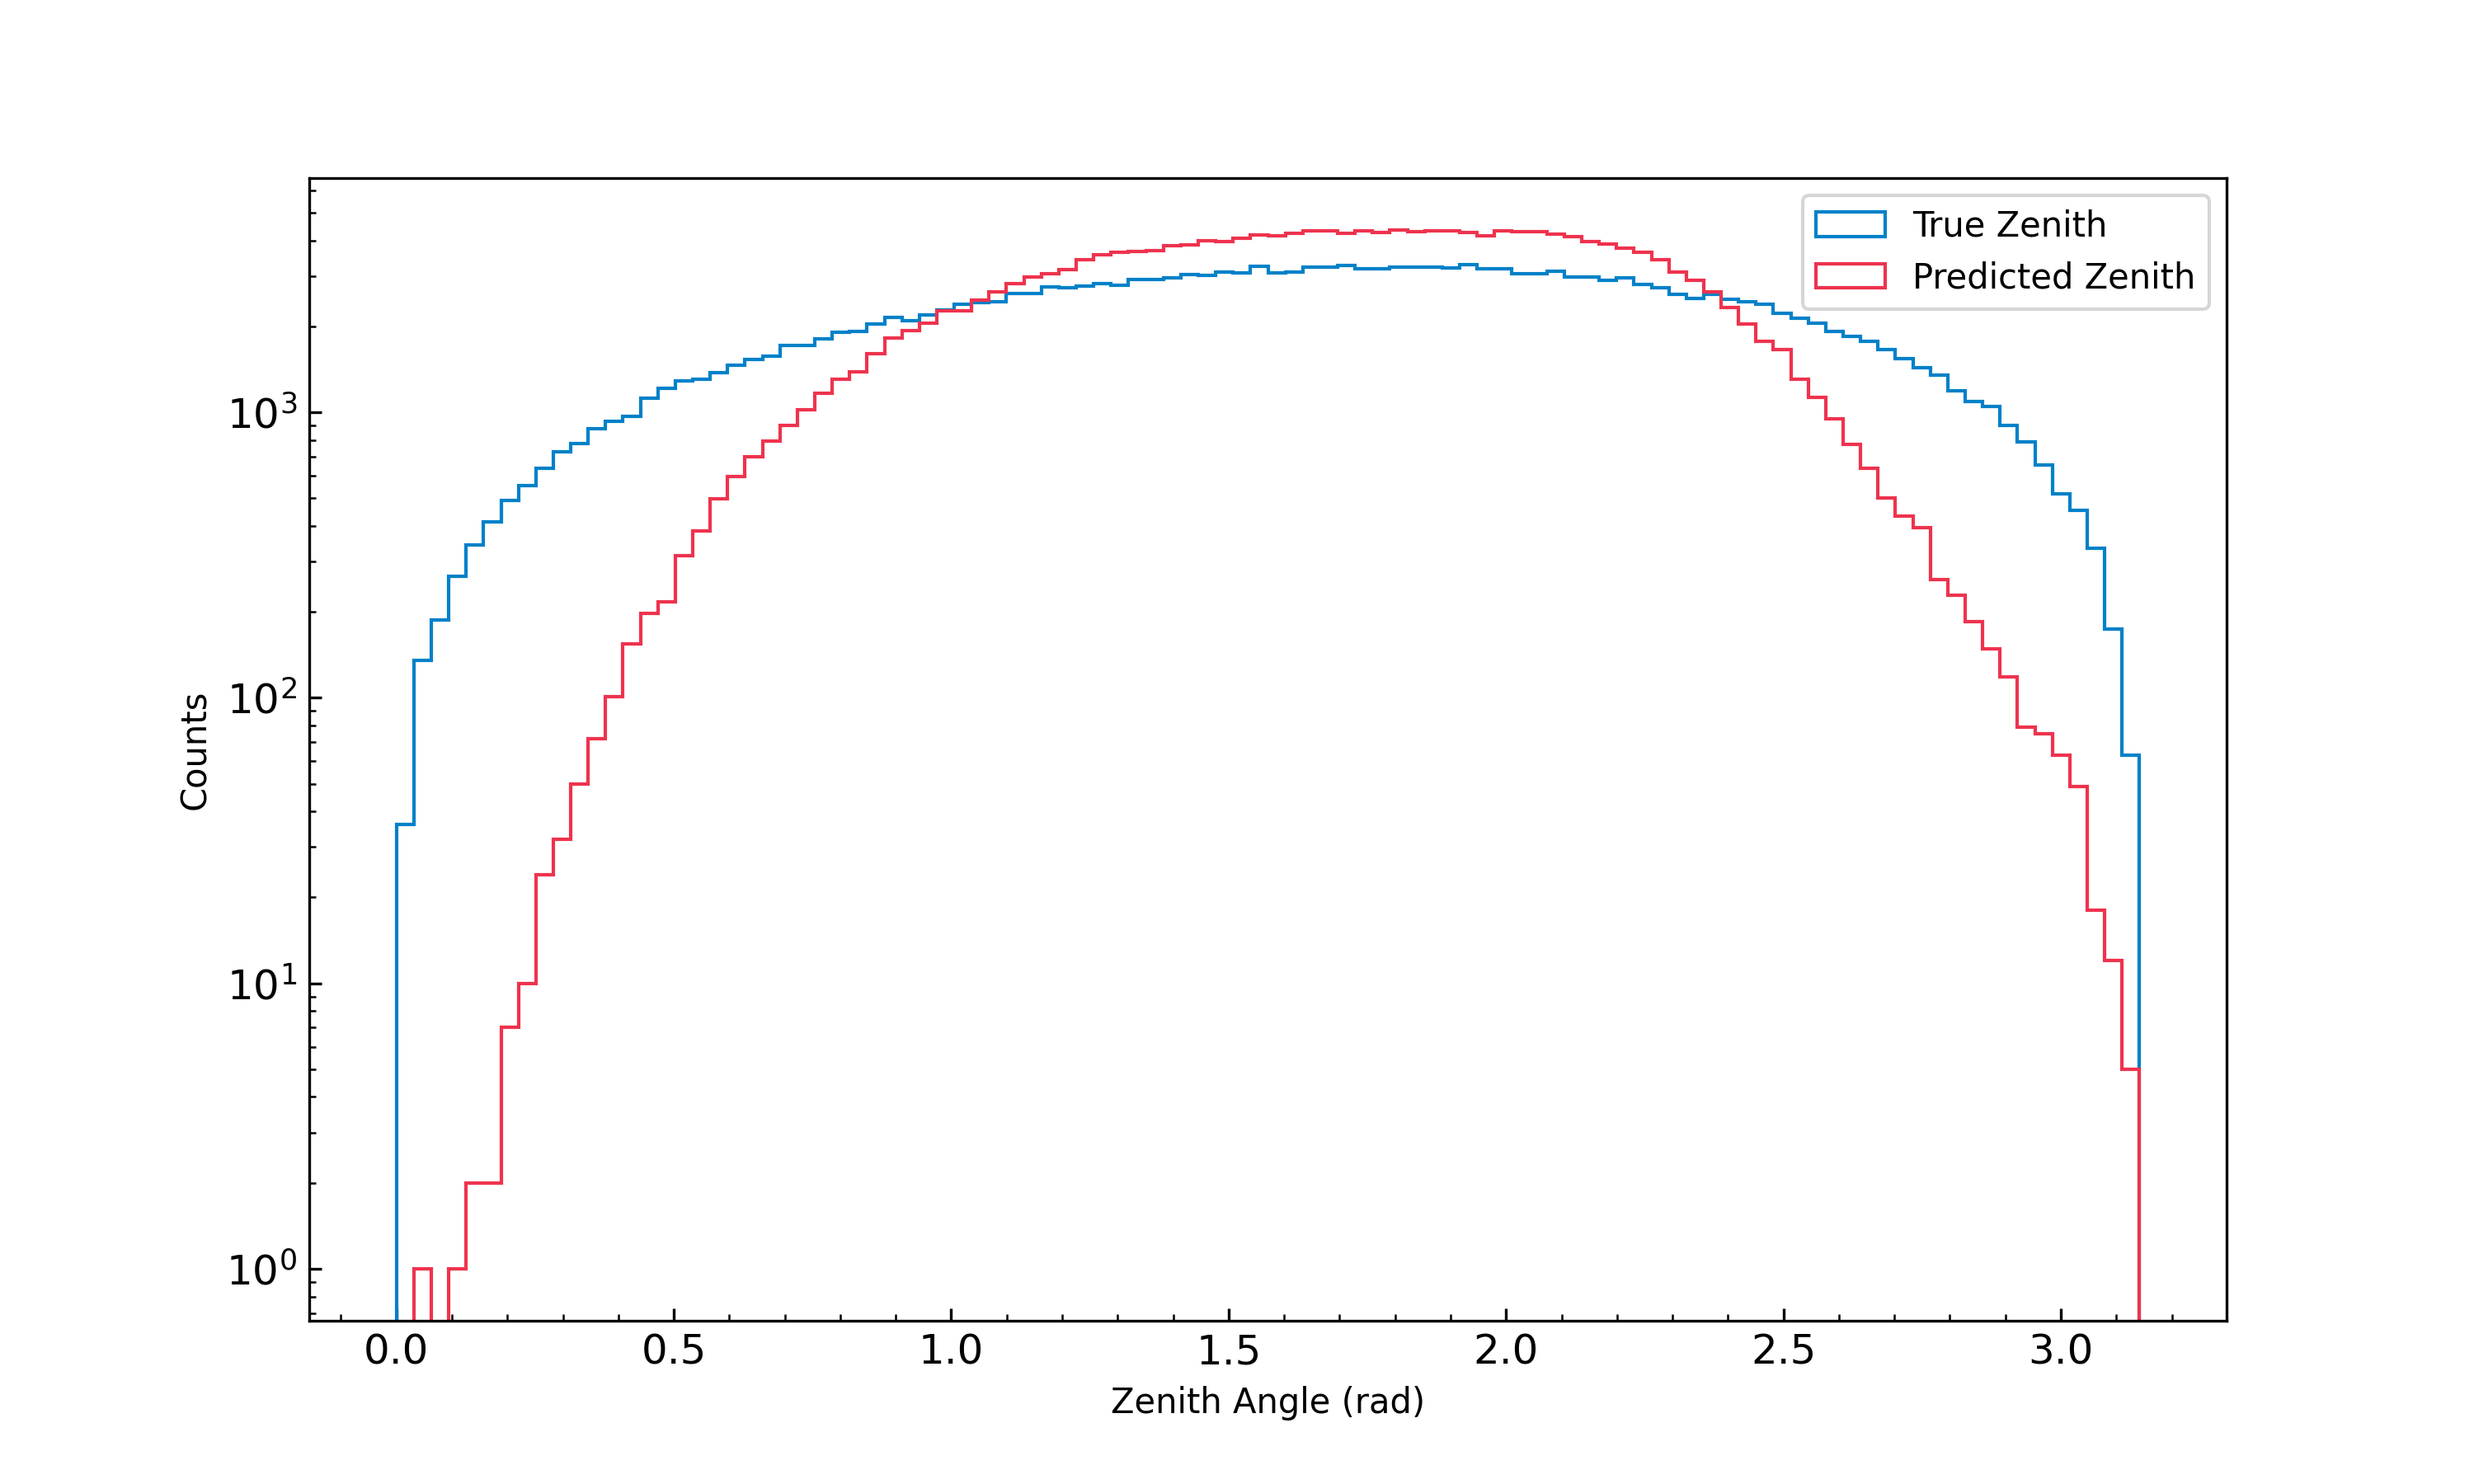 True Zenith
Predicted Zenith
10³
10²
10¹
10⁰
Counts
0.0 0.5 1.0 1.5 2.0 2.5 3.0
Zenith Angle (rad)